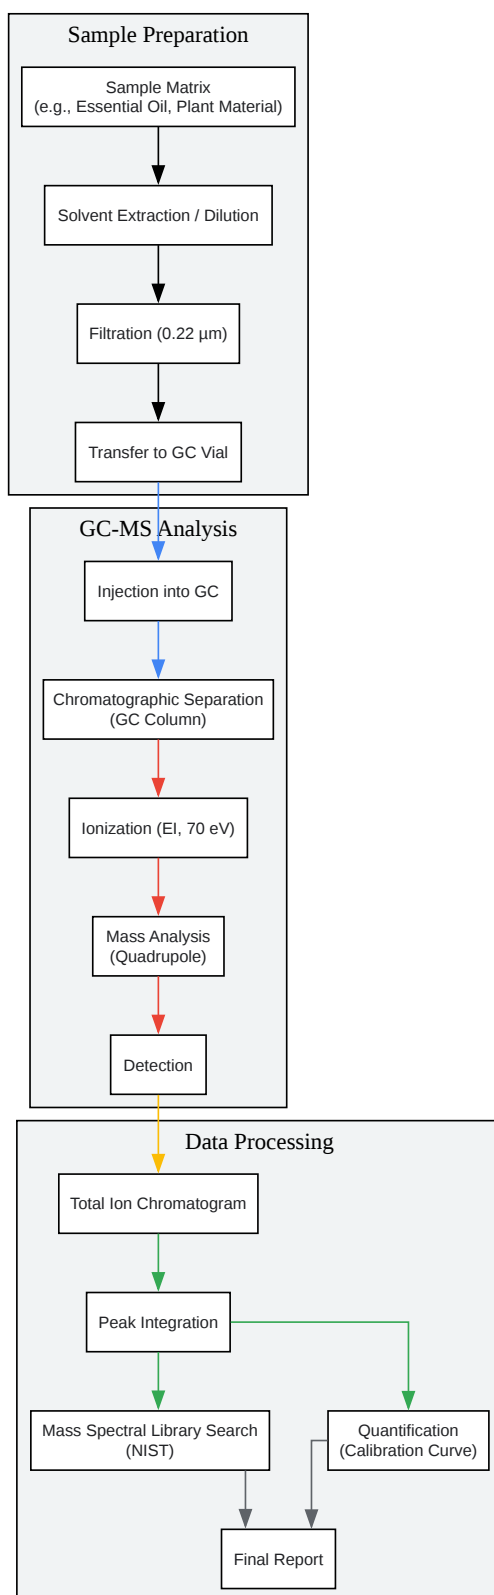 Sample Preparation
Sample Matrix
(e.g., Essential Oil, Plant Material)
Solvent Extraction / Dilution
Filtration (0.22 µm)
Transfer to GC Vial
GC-MS Analysis
Injection into GC
Chromatographic Separation
(GC Column)
Ionization (EI, 70 eV)
Mass Analysis
(Quadrupole)
Detection
Data Processing
Total Ion Chromatogram
Peak Integration
Mass Spectral Library Search
(NIST)
Quantification
(Calibration Curve)
Final Report